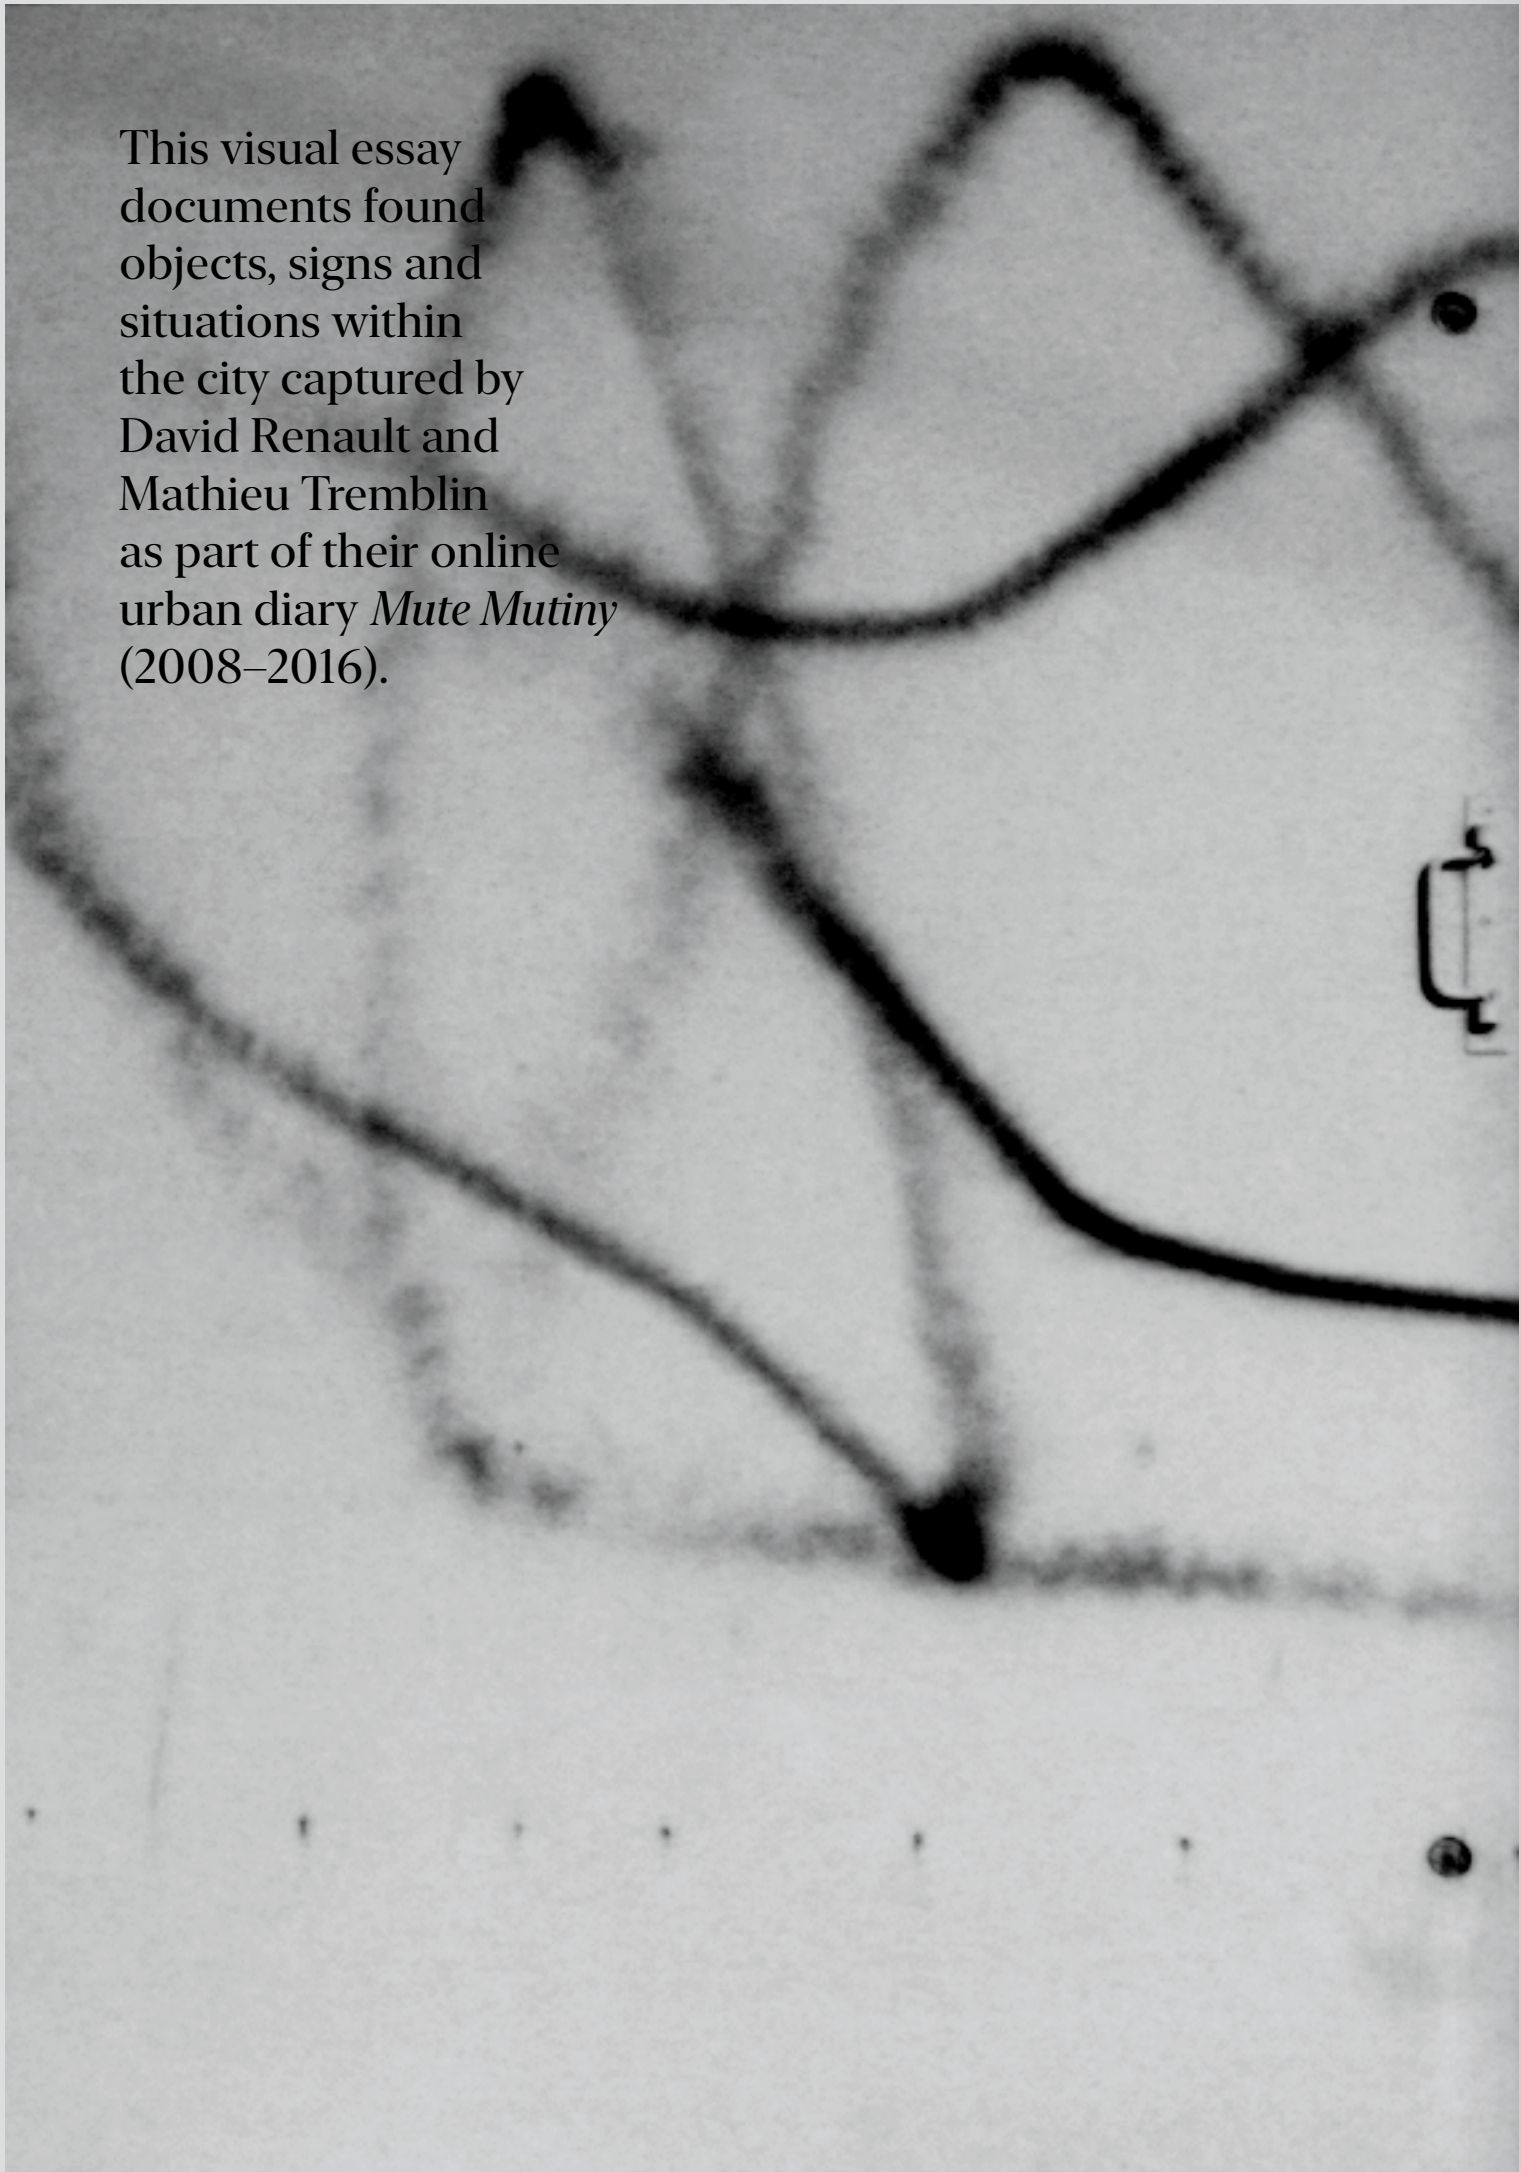 This visual essay
documents found
objects, signs and
situations within
the city captured by
David Renault and
Mathieu Tremblin
as part of their online
urban diary Mute Mutiny
(2008–2016).